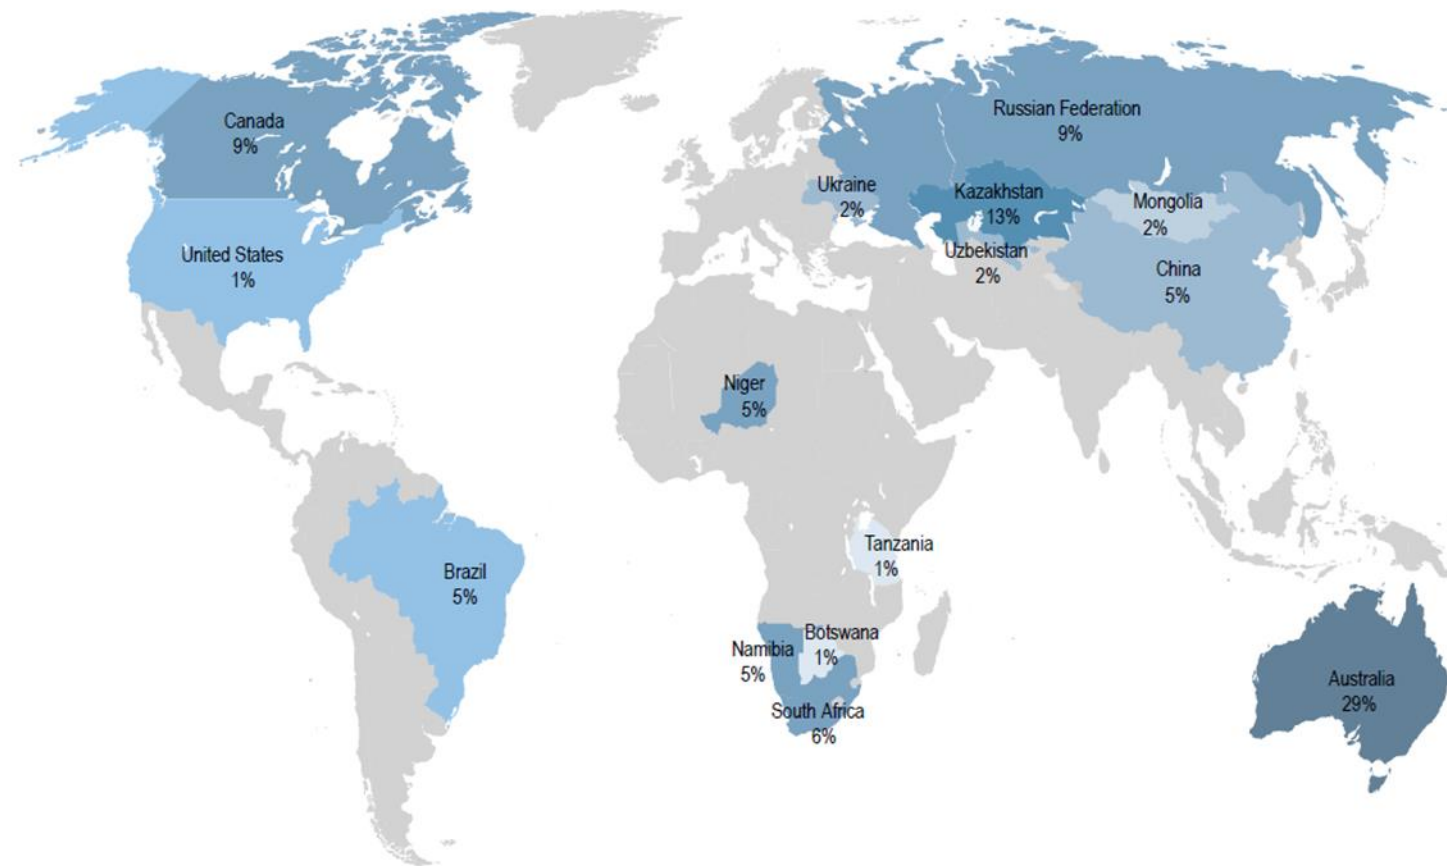 Canada
9%
United States
1%
Brazil
5%
Russian Federation
9%
Ukraine
2%
Kazakhstan
13%
Mongolia
2%
Uzbekistan
2%
China
5%
Niger
5%
Tanzania
1%
Namibia
5%
Botswana
1%
South Africa
6%
Australia
29%